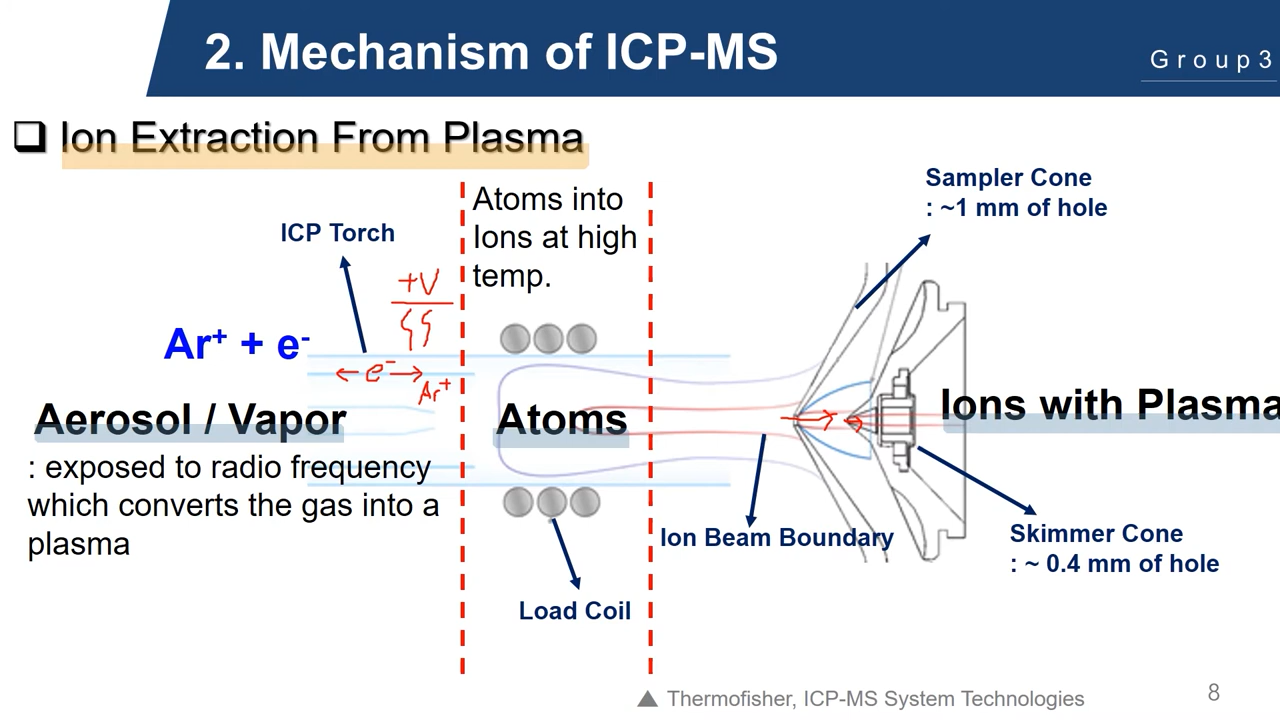 2. Mechanism of ICP-MS
Group3
❑ Ion Extraction From Plasma
Sampler Cone
: ~1 mm of hole
Atoms into
Ions at high
temp.
ICP Torch
+V
Ar⁺ + e⁻
← e⁻ →
Ar⁺
Aerosol / Vapor
Atoms
Ions with Plasma
: exposed to radio frequency
which converts the gas into a
plasma
Ion Beam Boundary
Skimmer Cone
: ~ 0.4 mm of hole
Load Coil
▲ Thermofisher, ICP-MS System Technologies
8